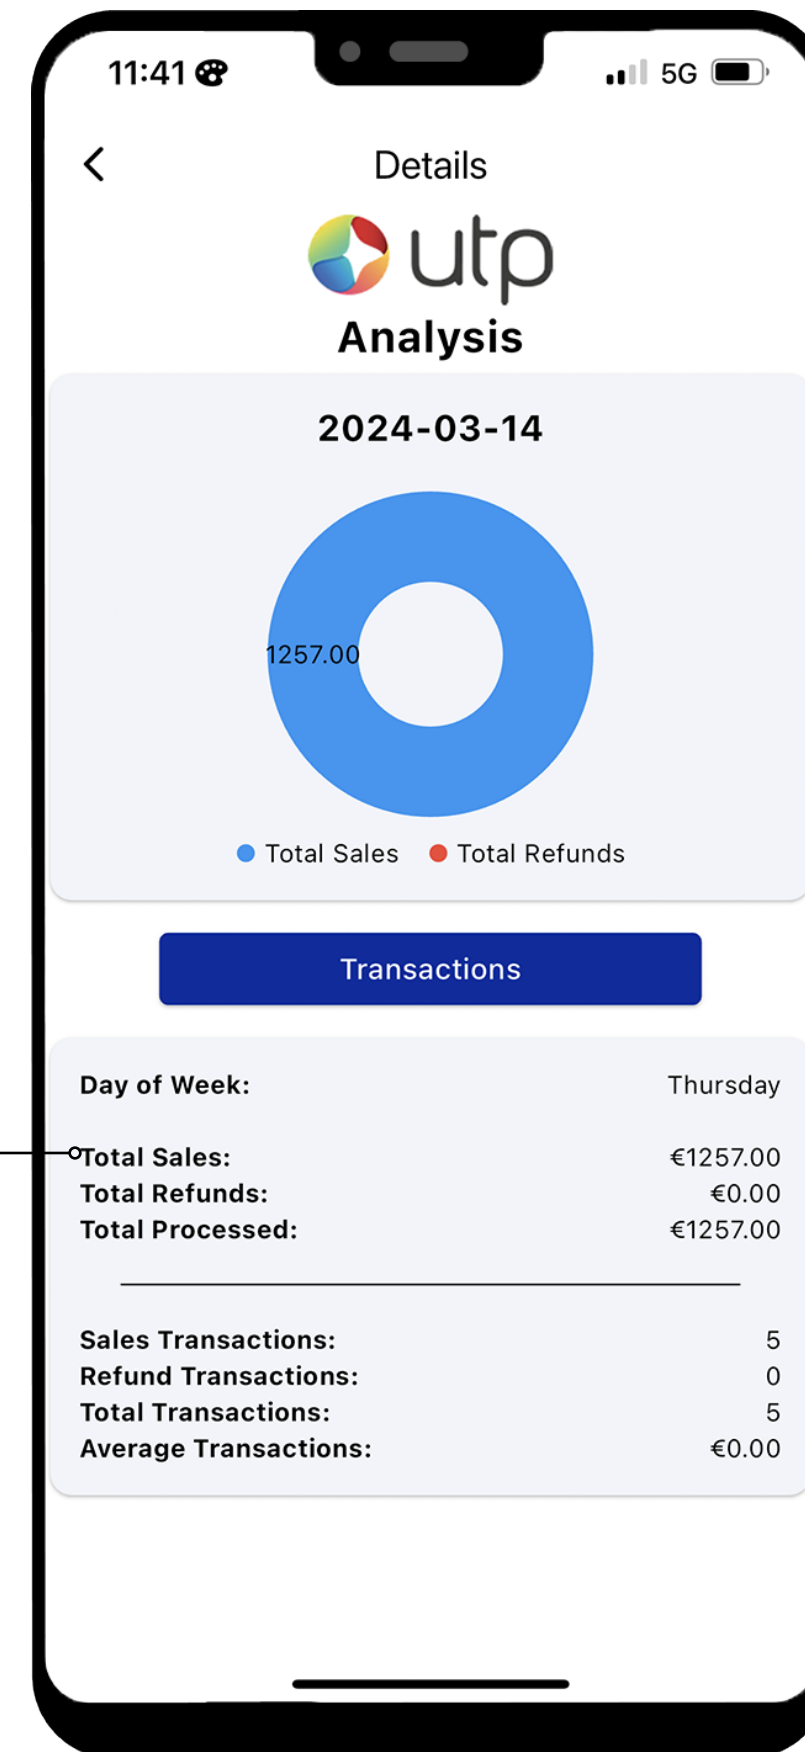 11:41 5G
Details
utp
Analysis
2024-03-14
1257.00
Total Sales Total Refunds
Transactions
Day of Week: Thursday
Total Sales: €1257.00
Total Refunds: €0.00
Total Processed: €1257.00
Sales Transactions: 5
Refund Transactions: 0
Total Transactions: 5
Average Transactions: €0.00